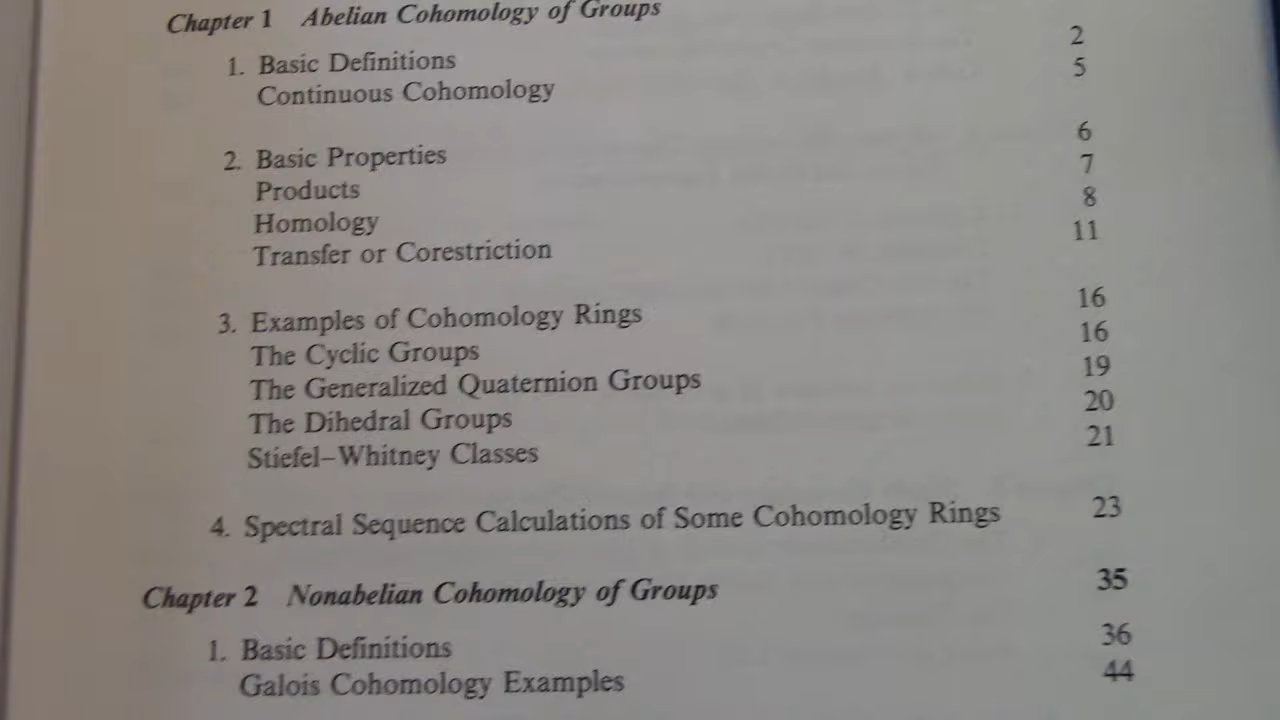 Chapter 1 Abelian Cohomology of Groups
1. Basic Definitions 2
Continuous Cohomology 5
2. Basic Properties 6
Products 7
Homology 8
Transfer or Corestriction 11
3. Examples of Cohomology Rings 16
The Cyclic Groups 16
The Generalized Quaternion Groups 19
The Dihedral Groups 20
Stiefel–Whitney Classes 21
4. Spectral Sequence Calculations of Some Cohomology Rings 23
Chapter 2 Nonabelian Cohomology of Groups 35
1. Basic Definitions 36
Galois Cohomology Examples 44